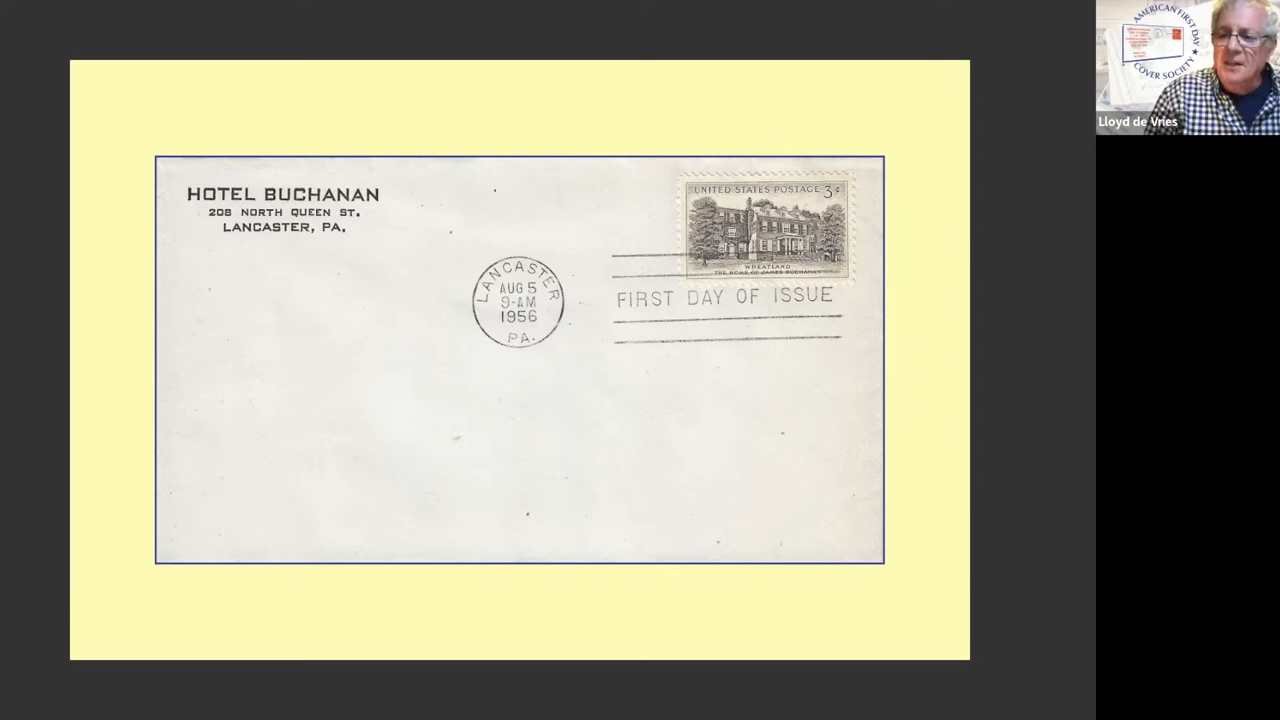 HOTEL BUCHANAN
208 NORTH QUEEN ST.
LANCASTER, PA.
UNITED STATES POSTAGE 3¢
WHEATLAND
THE HOME OF JAMES BUCHANAN
LANCASTER
AUG 5
9-AM
1956
PA.
FIRST DAY OF ISSUE
AMERICAN FIRST DAY
COVER SOCIETY
Lloyd de Vries